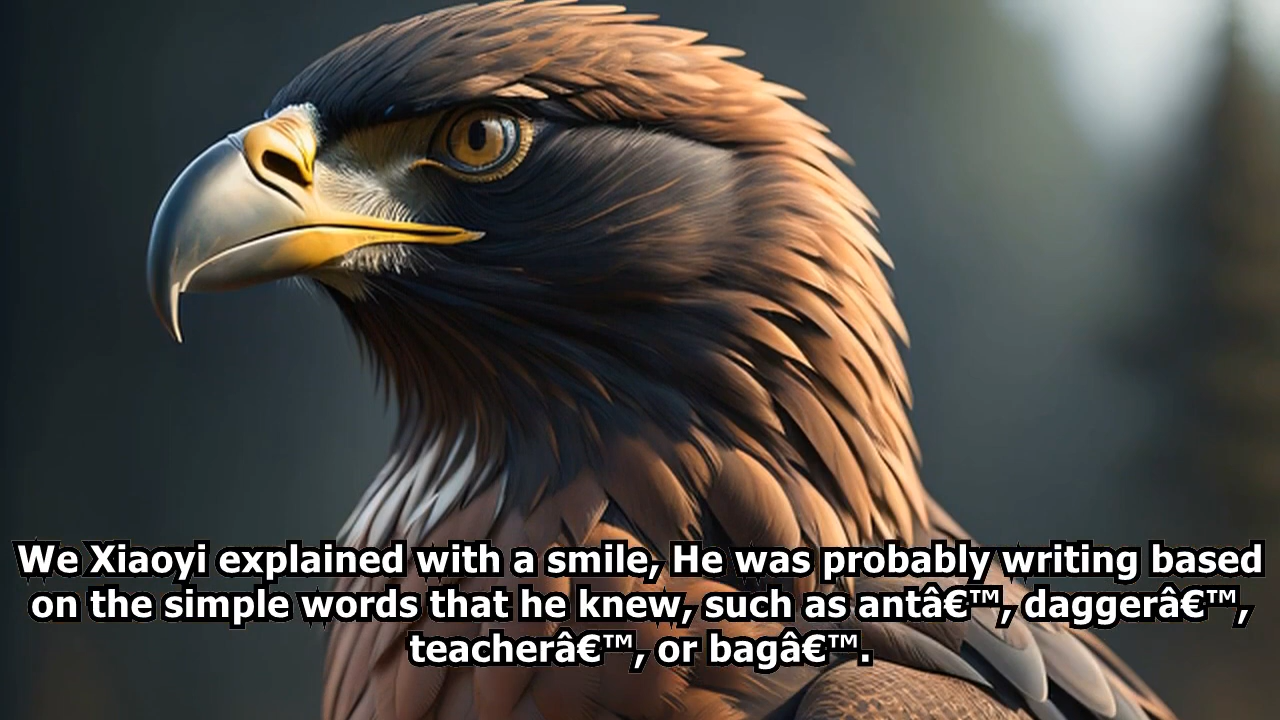 We Xiaoyi explained with a smile, He was probably writing based
on the simple words that he knew, such as antâ€™, daggerâ€™,
teacherâ€™, or bagâ€™.